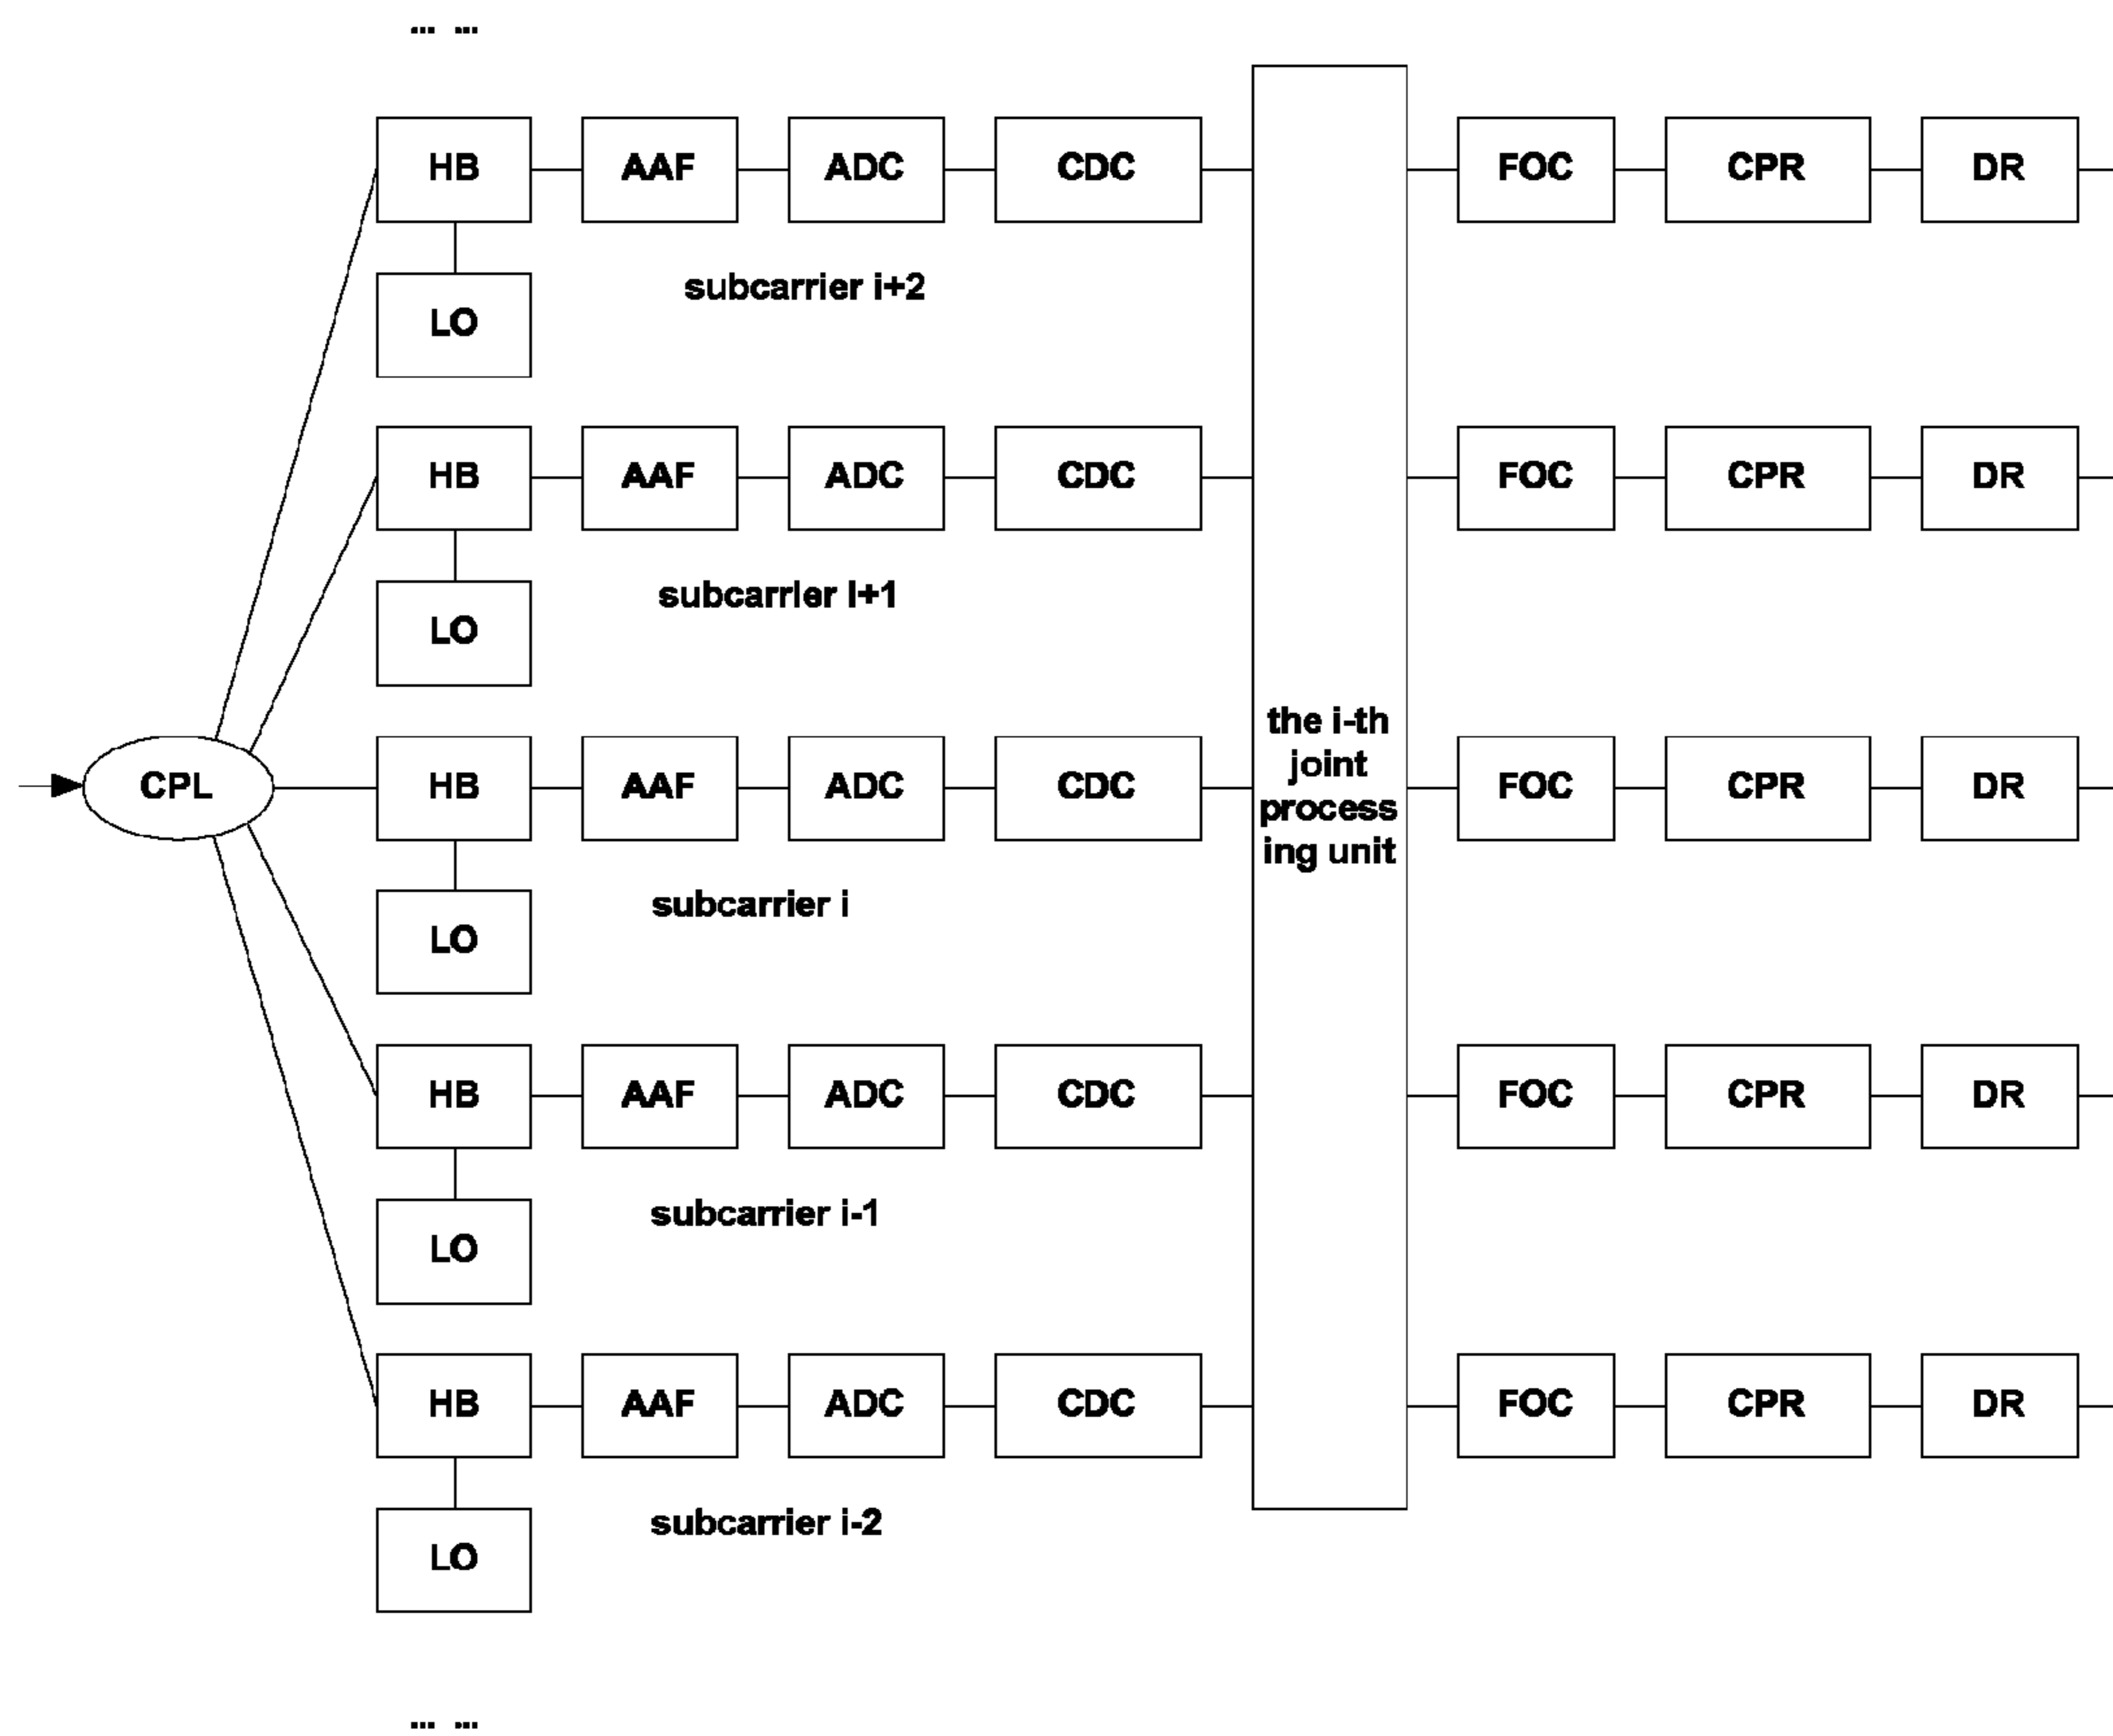 ... ...
HB AAF ADC CDC FOC CPR DR
subcarrier i+2
LO
HB AAF ADC CDC FOC CPR DR
subcarrier i+1
LO
the i-th
joint
process
ing unit
CPL HB AAF ADC CDC FOC CPR DR
subcarrier i
LO
HB AAF ADC CDC FOC CPR DR
subcarrier i-1
LO
HB AAF ADC CDC FOC CPR DR
subcarrier i-2
LO
... ...